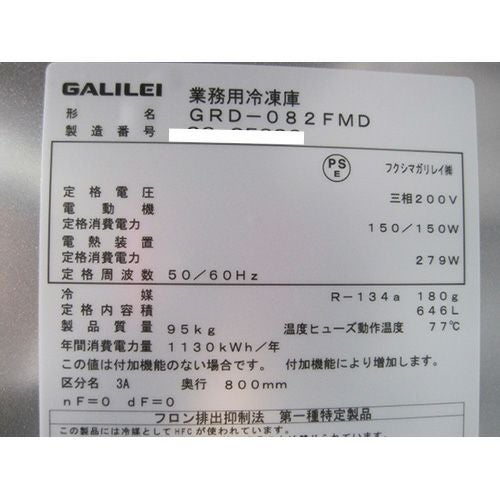 GALILEI 業務用冷凍庫
形名 GRD-082FMD
製造番号
PS E フクシマガリレイ㈱
定格電圧 三相200V
電動機
定格消費電力 150/150W
電熱装置
定格消費電力 279W
定格周波数 50/60Hz
冷媒 R-134a 180g
定格内容積 646L
製品質量 95kg 温度ヒューズ動作温度 77℃
年間消費電力量 1130kWh/年
この値は付加機能のない場合です。 付加機能により増加します。
区分名 3A 奥行 800mm
nF=0 dF=0
フロン排出抑制法 第一種特定製品
この製品には冷媒としてHFCが使われています。